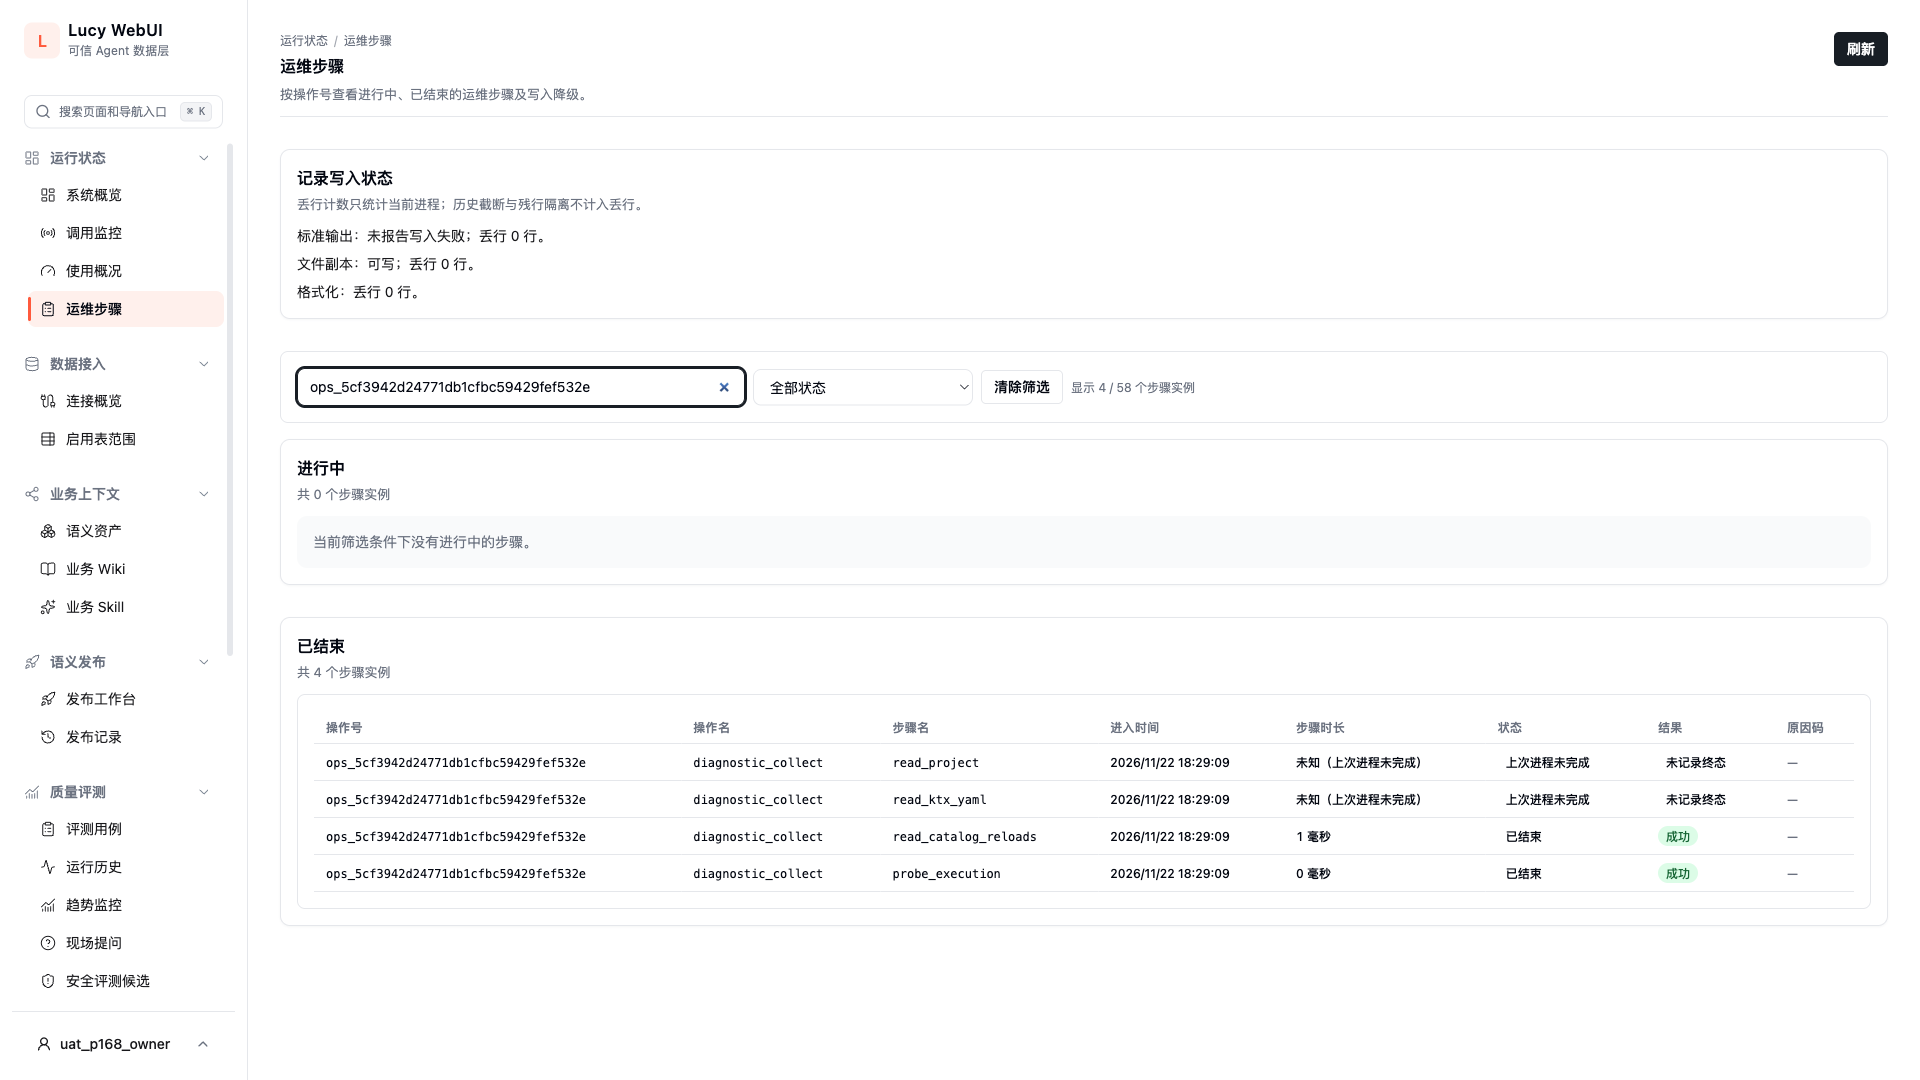 L
Lucy WebUI
可信 Agent 数据层
搜索页面和导航入口 ⌘ K
运行状态
系统概览
调用监控
使用概况
运维步骤
数据接入
连接概览
启用表范围
业务上下文
语义资产
业务 Wiki
业务 Skill
语义发布
发布工作台
发布记录
质量评测
评测用例
运行历史
趋势监控
现场提问
安全评测候选
uat_p168_owner
运行状态 / 运维步骤
运维步骤
按操作号查看进行中、已结束的运维步骤及写入降级。
刷新
记录写入状态
丢行计数只统计当前进程；历史截断与残行隔离不计入丢行。
标准输出：未报告写入失败；丢行 0 行。
文件副本：可写；丢行 0 行。
格式化：丢行 0 行。
ops_5cf3942d24771db1cfbc59429fef532e × 全部状态 清除筛选 显示 4 / 58 个步骤实例
进行中
共 0 个步骤实例
当前筛选条件下没有进行中的步骤。
已结束
共 4 个步骤实例
操作号 操作名 步骤名 进入时间 步骤时长 状态 结果 原因码
ops_5cf3942d24771db1cfbc59429fef532e diagnostic_collect read_project 2026/11/22 18:29:09 未知（上次进程未完成） 上次进程未完成 未记录终态 —
ops_5cf3942d24771db1cfbc59429fef532e diagnostic_collect read_ktx_yaml 2026/11/22 18:29:09 未知（上次进程未完成） 上次进程未完成 未记录终态 —
ops_5cf3942d24771db1cfbc59429fef532e diagnostic_collect read_catalog_reloads 2026/11/22 18:29:09 1 毫秒 已结束 成功 —
ops_5cf3942d24771db1cfbc59429fef532e diagnostic_collect probe_execution 2026/11/22 18:29:09 0 毫秒 已结束 成功 —